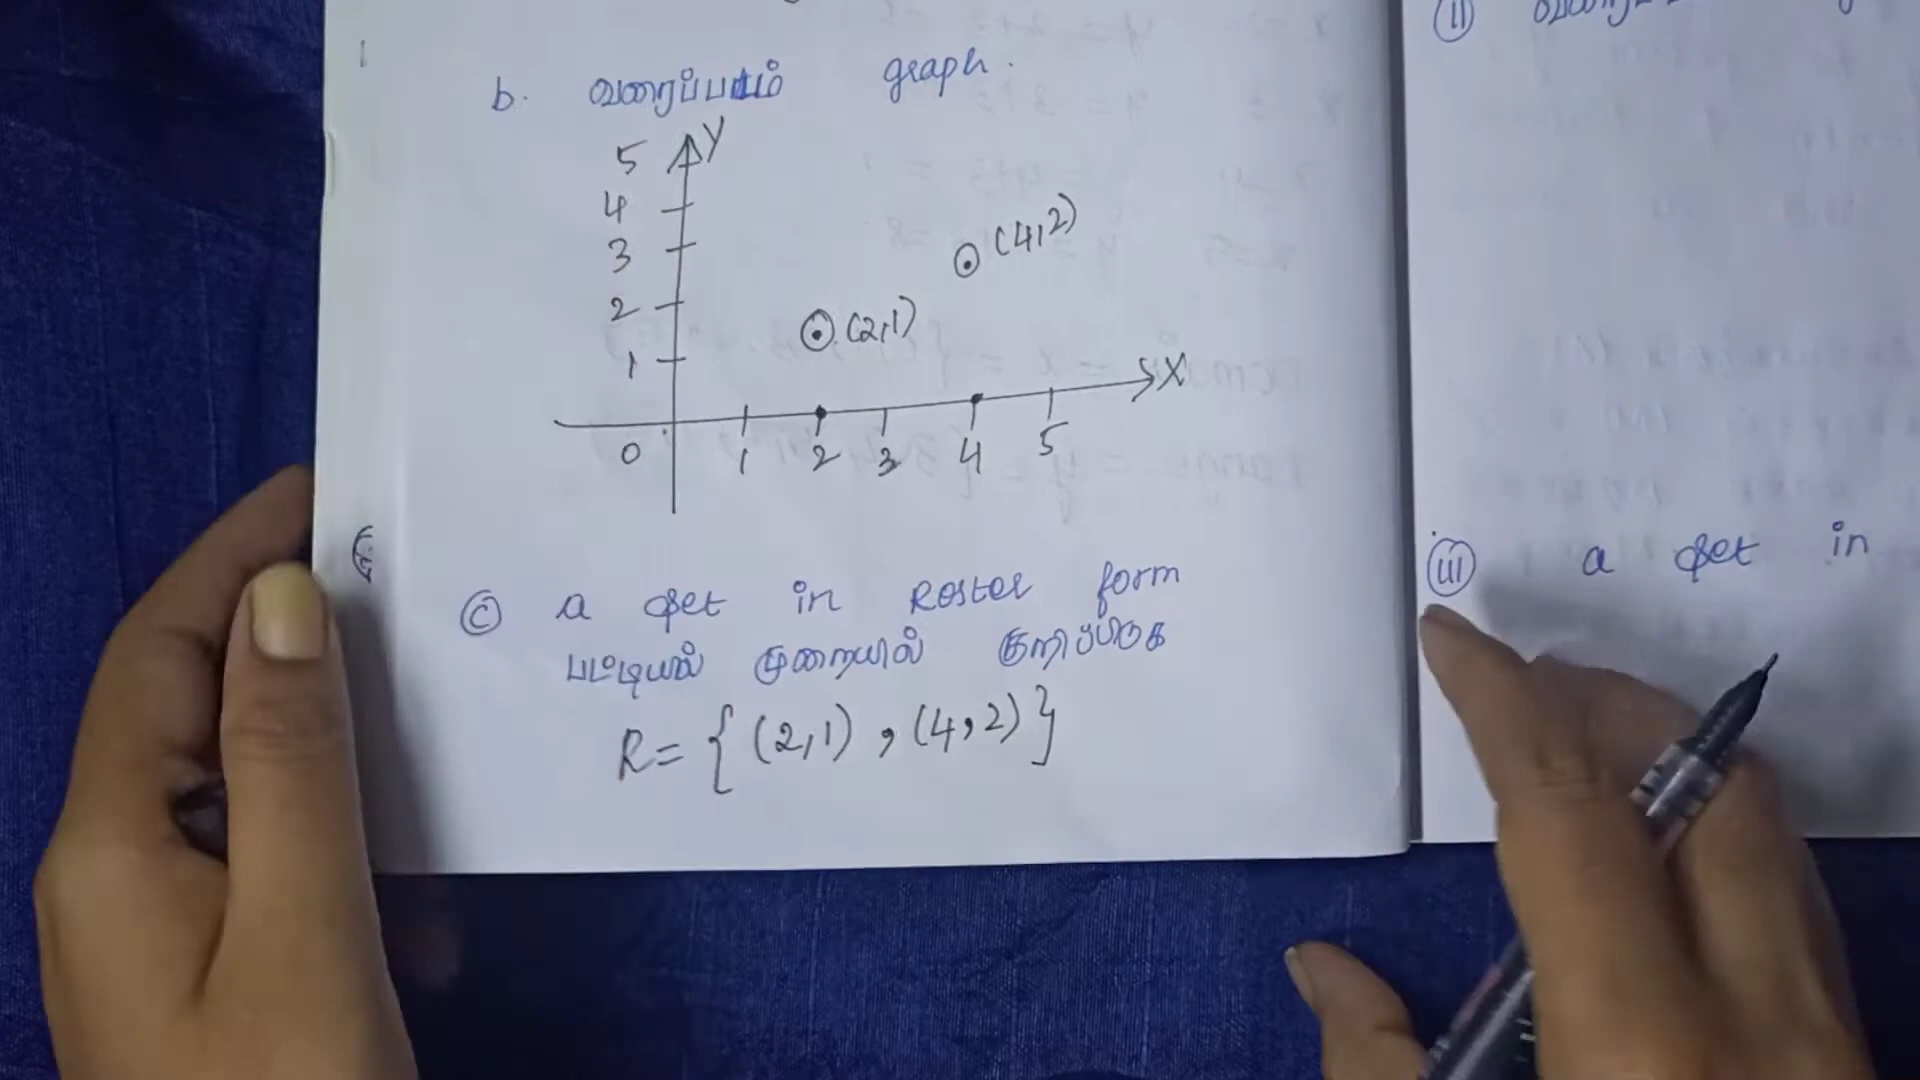 b. வரைப்படம் graph.
Y
5
4
3
2
1
(4,2)
(2,1)
X
0 1 2 3 4 5
c a set in Roster form
பட்டியல் முறையில் குறிப்பிடுக
R = { (2,1) , (4,2) }
ii
iii a set in